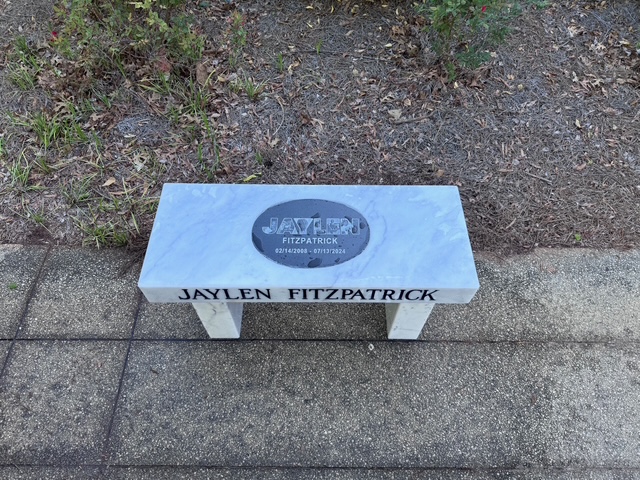 JAYLEN
FITZPATRICK
02/14/2008 - 07/13/2024
JAYLEN FITZPATRICK